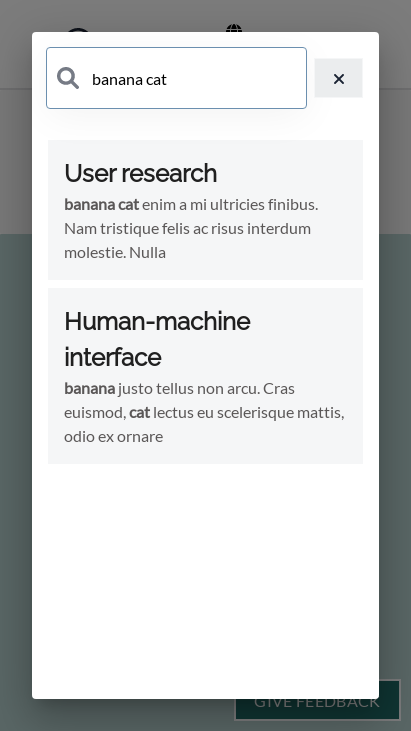 banana cat
User research
banana cat enim a mi ultricies finibus.
Nam tristique felis ac risus interdum
molestie. Nulla
Human-machine
interface
banana justo tellus non arcu. Cras
euismod, cat lectus eu scelerisque mattis,
odio ex ornare
GIVE FEEDBACK